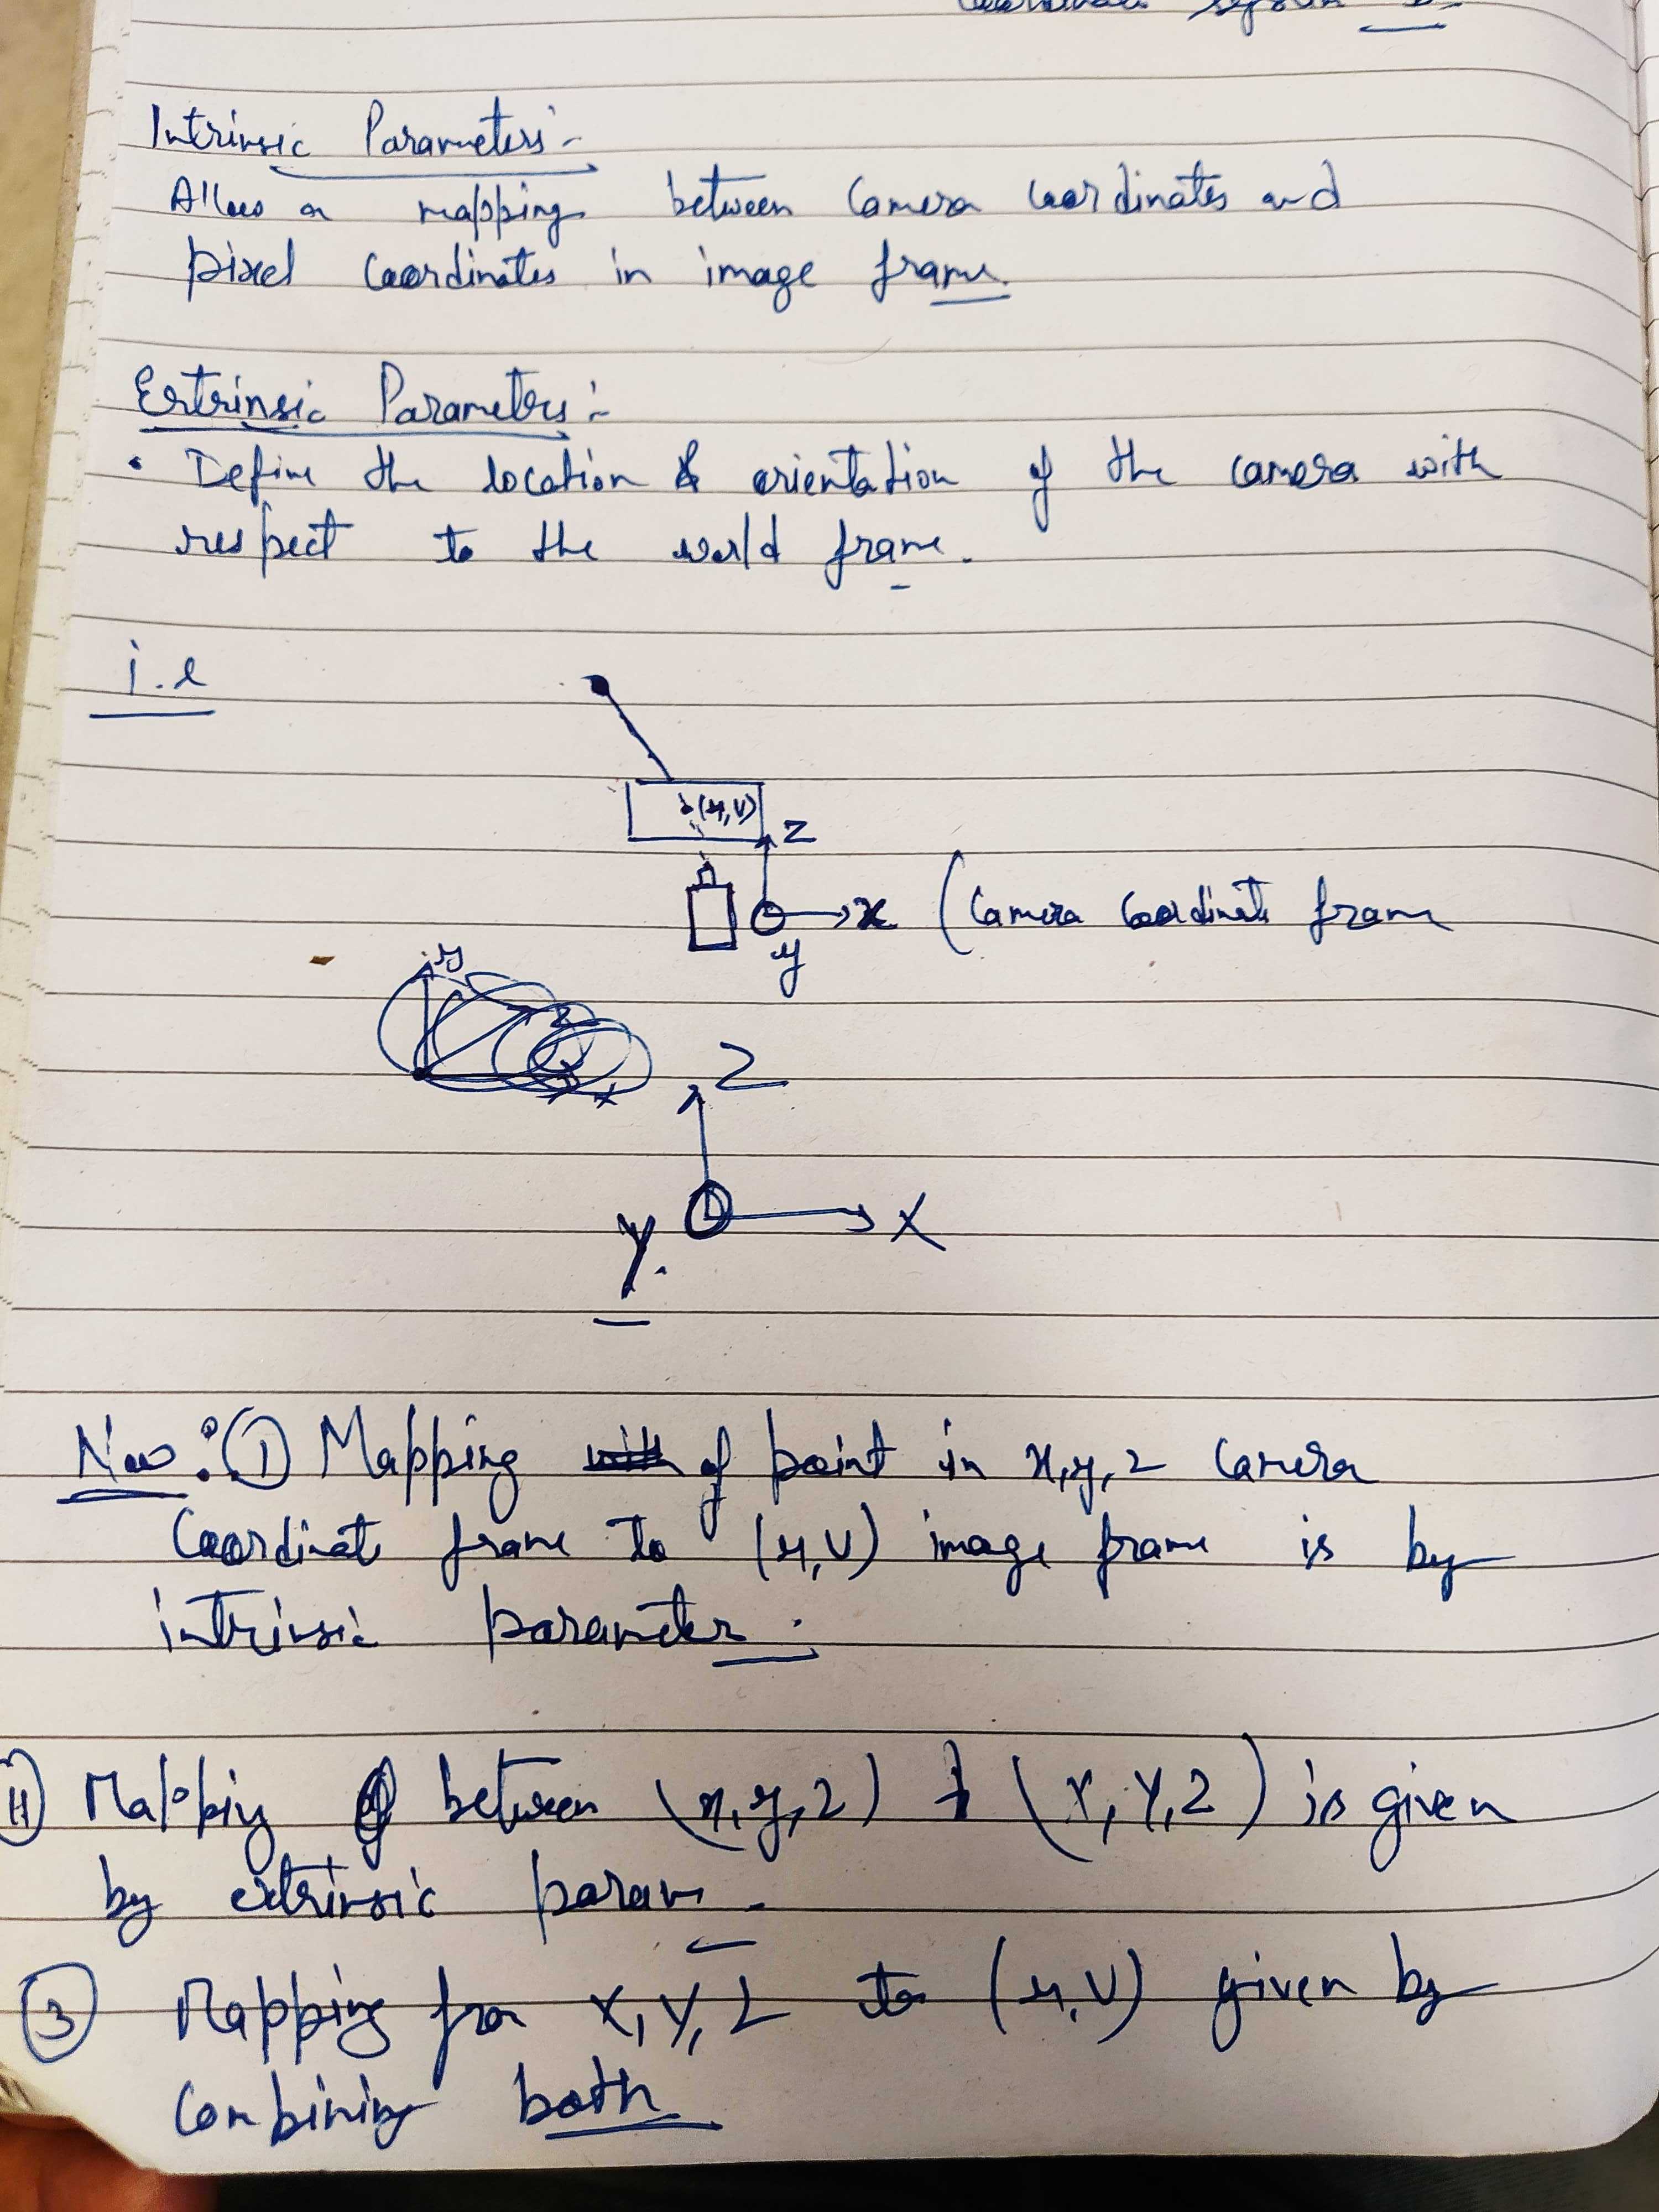 Intrinsic Parameters :-
Allows a mapping between Camera Coordinates and
pixel Coordinates in image frame.
Extrinsic Parameters :-
• Define the location & orientation of the camera with
respect to the world frame.
i.e
(u,v)
z
x (Camera Coordinate frame
y
y
z
x
Z
X
Y.
Now : ① Mapping of point in x,y,z Camera
Coordinate frame to (u,v) image frame is by
intrinsic parameter :
(II) Mapping between (x,y,z) & (X,Y,Z) is given
by extrinsic param -
③ Mapping from X,Y,Z to (u,v) given by
Combining both